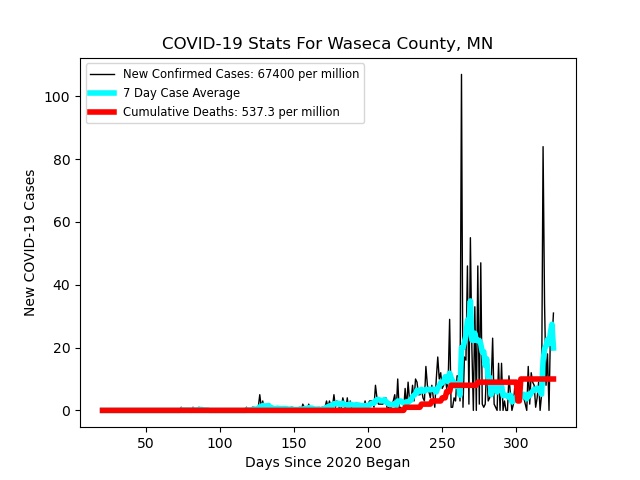 COVID-19 Stats For Waseca County, MN
New Confirmed Cases: 67400 per million
7 Day Case Average
Cumulative Deaths: 537.3 per million
New COVID-19 Cases
100
80
60
40
20
0
50 100 150 200 250 300
Days Since 2020 Began